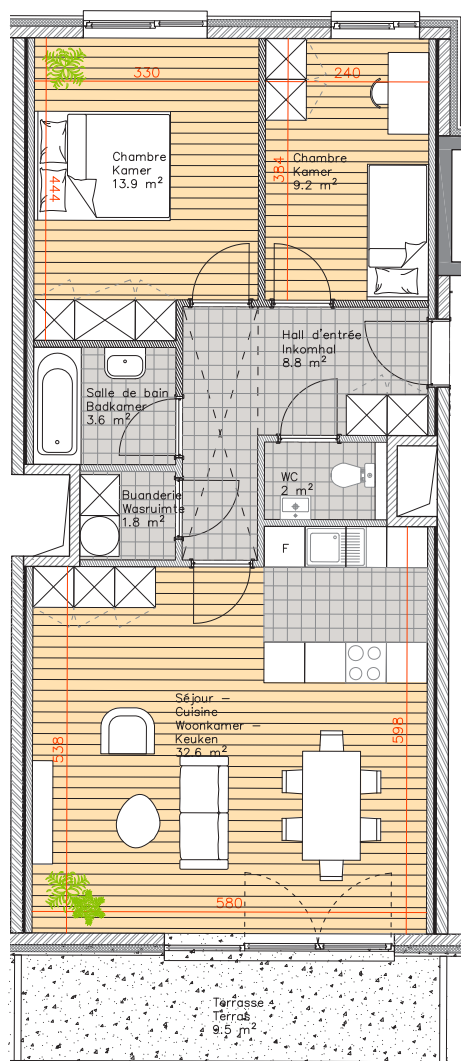 330
240
Chambre
Kamer
13.9 m²
444
Chambre
Kamer
9.2 m²
384
Hall d'entrée
Inkomhal
8.8 m²
Salle de bain
Badkamer
3.6 m²
WC
2 m²
Buanderie
Wasruimte
1.8 m²
F
Séjour –
Cuisine
Woonkamer –
Keuken
32.6 m²
538
598
580
Terrasse
Terras
9.5 m²